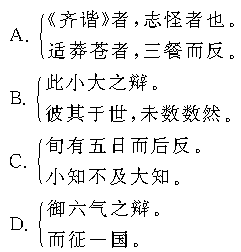 A. 《齐谐》者，志怪者也。
适莽苍者，三餐而反。
B. 此小大之辩。
彼其于世，未数数然。
C. 旬有五日而后反。
小知不及大知。
D. 御六气之辩。
而征一国。